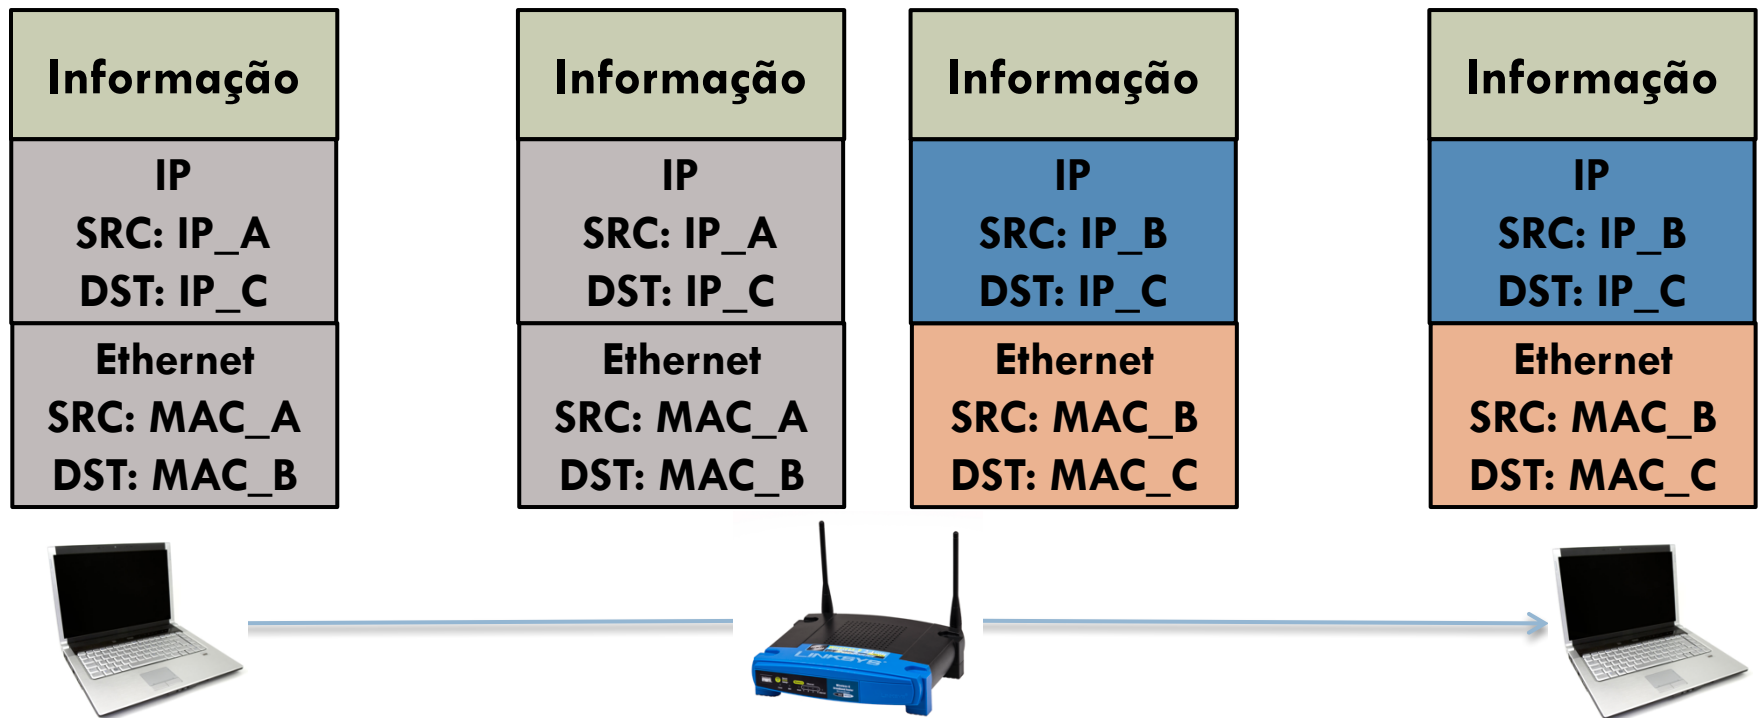 Informação
IP
SRC: IP_A
DST: IP_C
Ethernet
SRC: MAC_A
DST: MAC_B
Informação
IP
SRC: IP_A
DST: IP_C
Ethernet
SRC: MAC_A
DST: MAC_B
Informação
IP
SRC: IP_B
DST: IP_C
Ethernet
SRC: MAC_B
DST: MAC_C
Informação
IP
SRC: IP_B
DST: IP_C
Ethernet
SRC: MAC_B
DST: MAC_C
LINKSYS